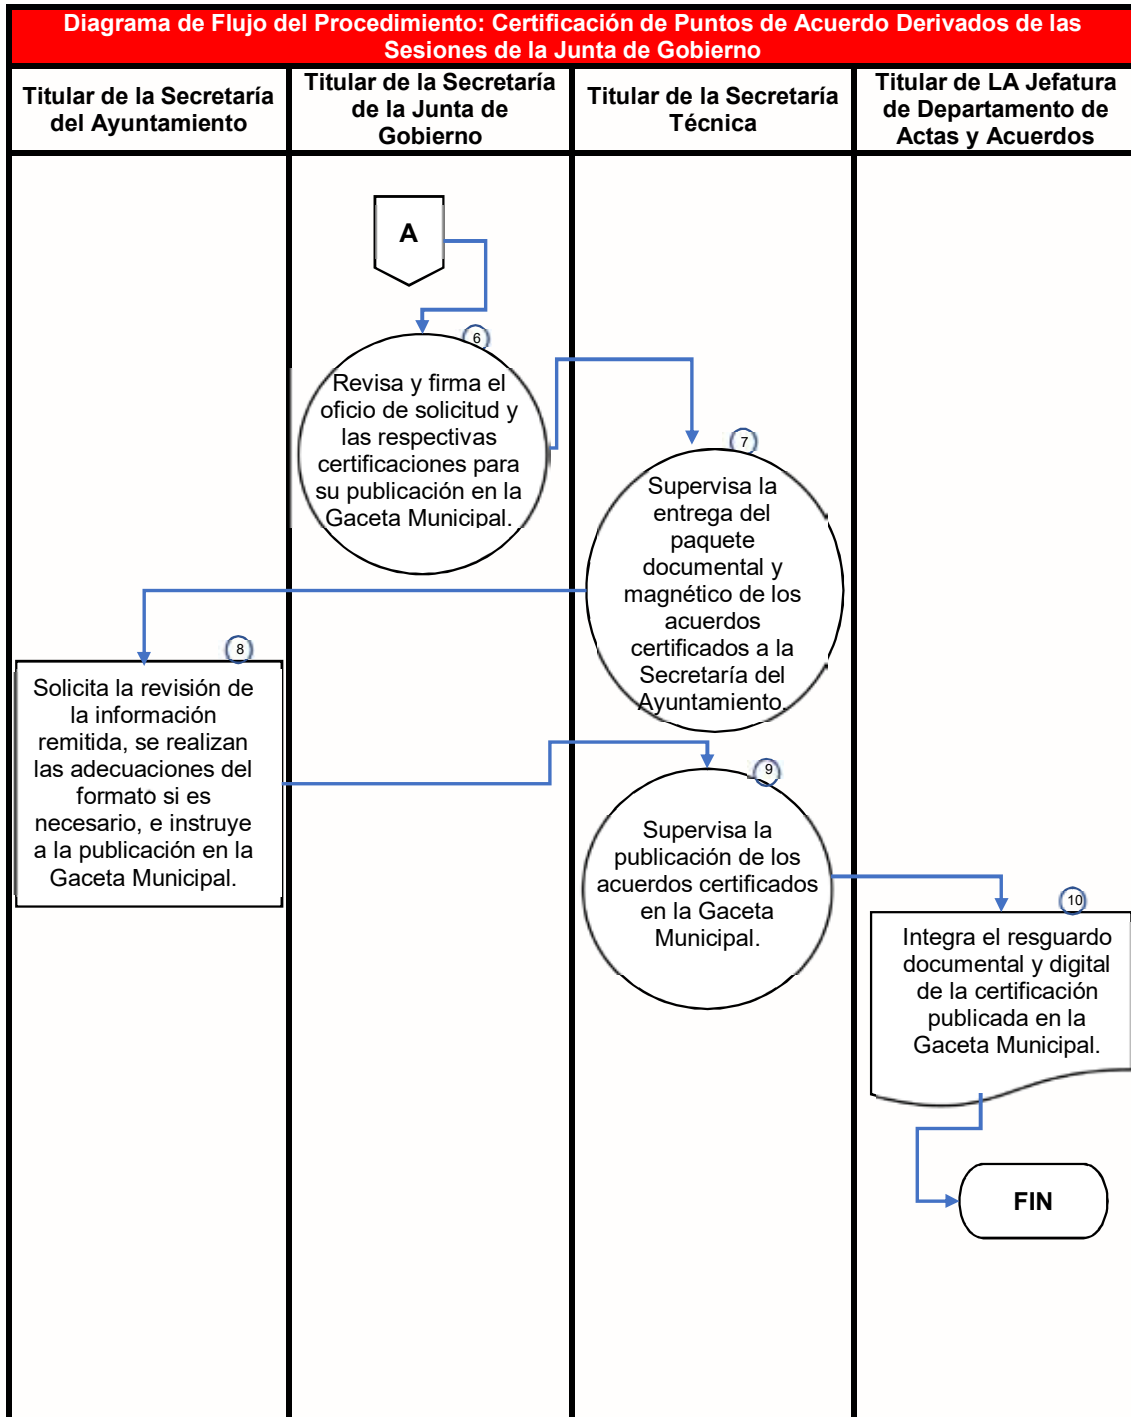 Diagrama de Flujo del Procedimiento: Certificación de Puntos de Acuerdo Derivados de las
Sesiones de la Junta de Gobierno
Titular de la Secretaría
del Ayuntamiento
Titular de la Secretaría
de la Junta de
Gobierno
Titular de la Secretaría
Técnica
Titular de LA Jefatura
de Departamento de
Actas y Acuerdos
A
6
Revisa y firma el
oficio de solicitud y
las respectivas
certificaciones para
su publicación en la
Gaceta Municipal.
7
Supervisa la
entrega del
paquete
documental y
magnético de los
acuerdos
certificados a la
Secretaría del
Ayuntamiento.
8
Solicita la revisión de
la información
remitida, se realizan
las adecuaciones del
formato si es
necesario, e instruye
a la publicación en la
Gaceta Municipal.
9
Supervisa la
publicación de los
acuerdos certificados
en la Gaceta
Municipal.
10
Integra el resguardo
documental y digital
de la certificación
publicada en la
Gaceta Municipal.
FIN